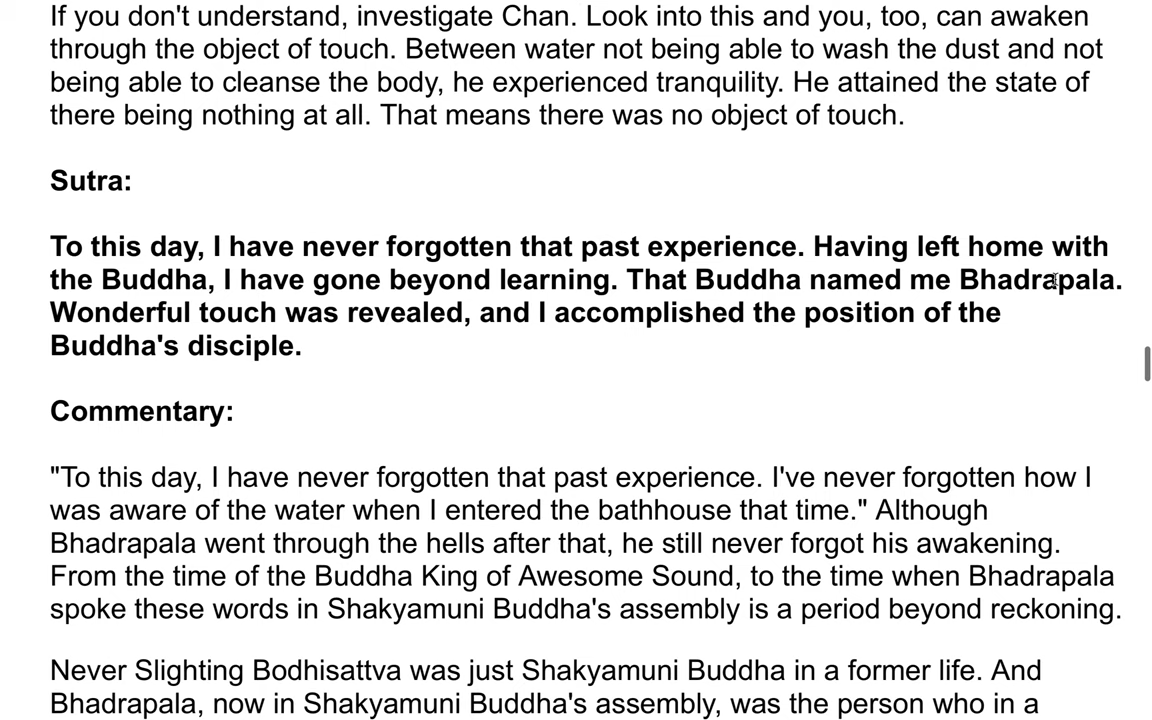 If you don't understand, investigate Chan. Look into this and you, too, can awaken
through the object of touch. Between water not being able to wash the dust and not
being able to cleanse the body, he experienced tranquility. He attained the state of
there being nothing at all. That means there was no object of touch.
Sutra:
To this day, I have never forgotten that past experience. Having left home with
the Buddha, I have gone beyond learning. That Buddha named me Bhadrapala.
Wonderful touch was revealed, and I accomplished the position of the
Buddha's disciple.
Commentary:
"To this day, I have never forgotten that past experience. I've never forgotten how I
was aware of the water when I entered the bathhouse that time." Although
Bhadrapala went through the hells after that, he still never forgot his awakening.
From the time of the Buddha King of Awesome Sound, to the time when Bhadrapala
spoke these words in Shakyamuni Buddha's assembly is a period beyond reckoning.
Never Slighting Bodhisattva was just Shakyamuni Buddha in a former life. And
Bhadrapala, now in Shakyamuni Buddha's assembly, was the person who in a